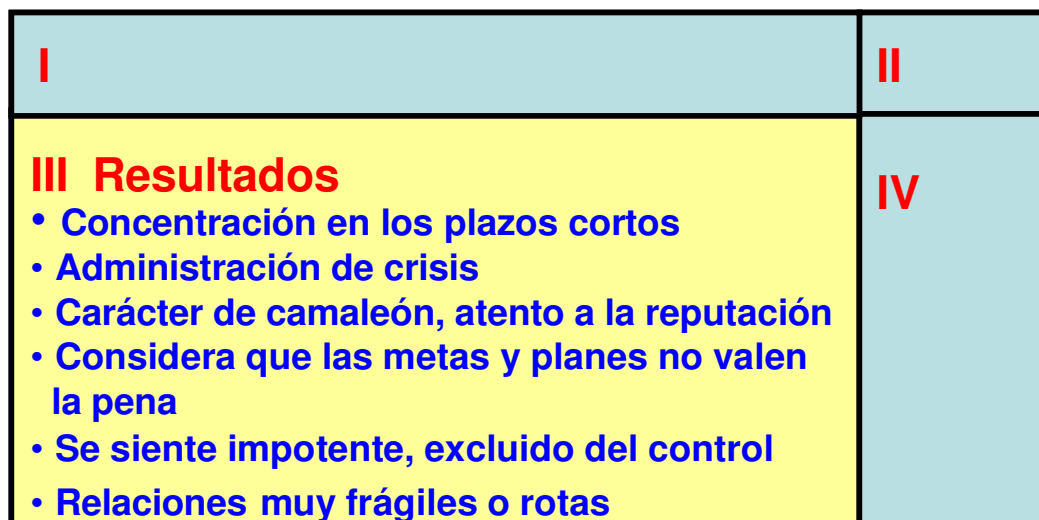 I
II
III Resultados
• Concentración en los plazos cortos
• Administración de crisis
• Carácter de camaleón, atento a la reputación
• Considera que las metas y planes no valen
la pena
• Se siente impotente, excluido del control
• Relaciones muy frágiles o rotas
IV